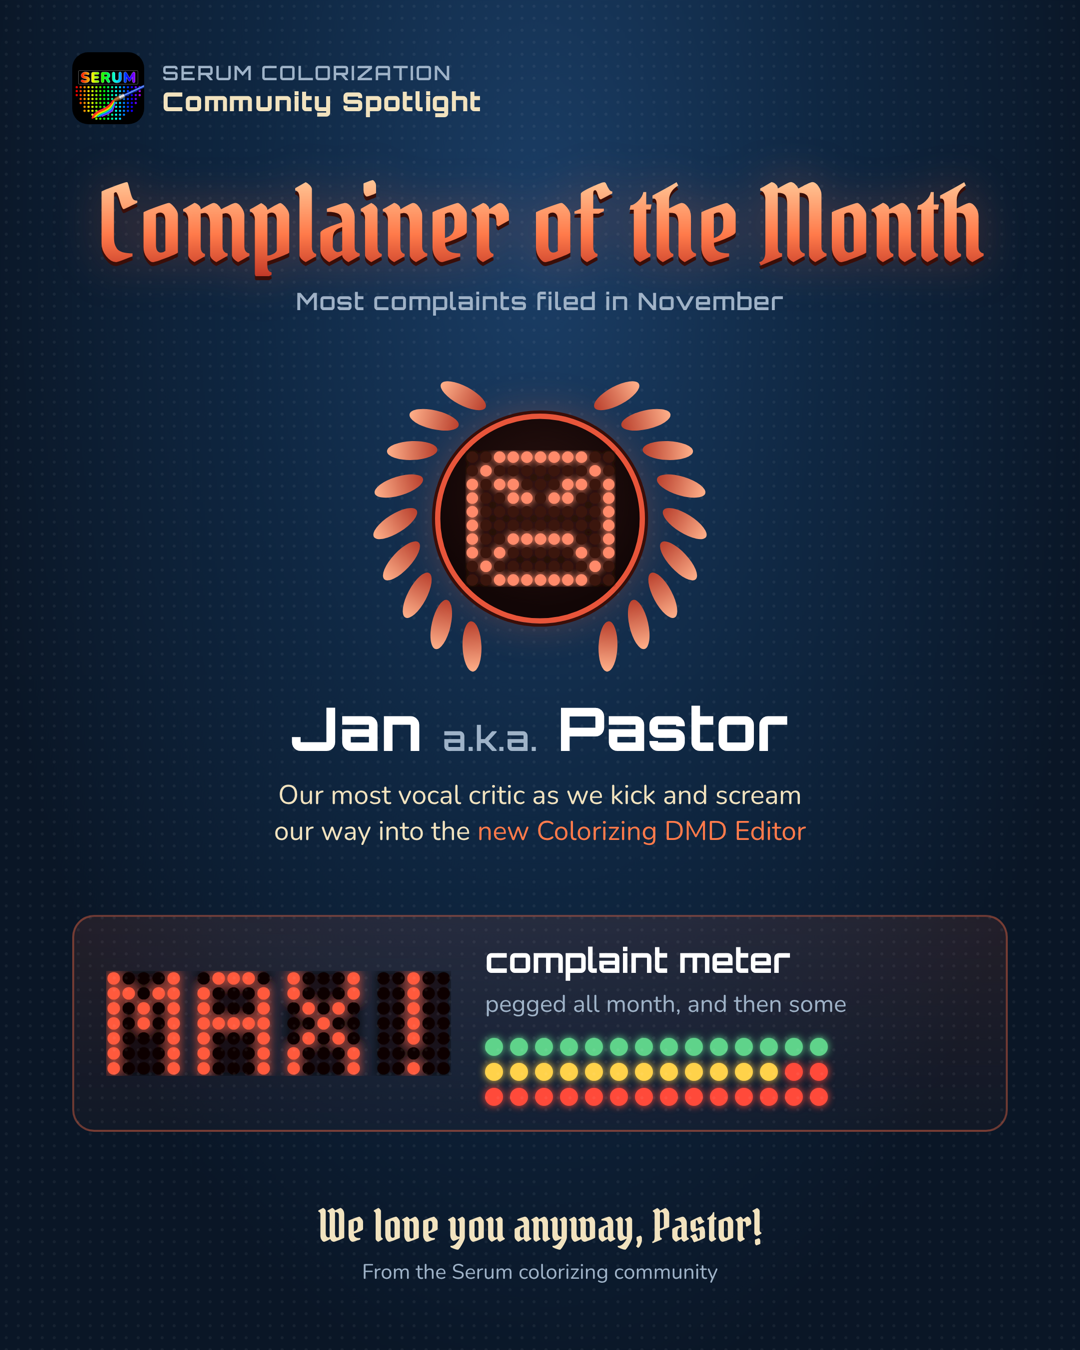 SERUM
SERUM COLORIZATION
Community Spotlight
Complainer of the Month
Most complaints filed in November
Jan a.k.a. Pastor
Our most vocal critic as we kick and scream
our way into the new Colorizing DMD Editor
MAXI
complaint meter
pegged all month, and then some
We love you anyway, Pastor!
From the Serum colorizing community